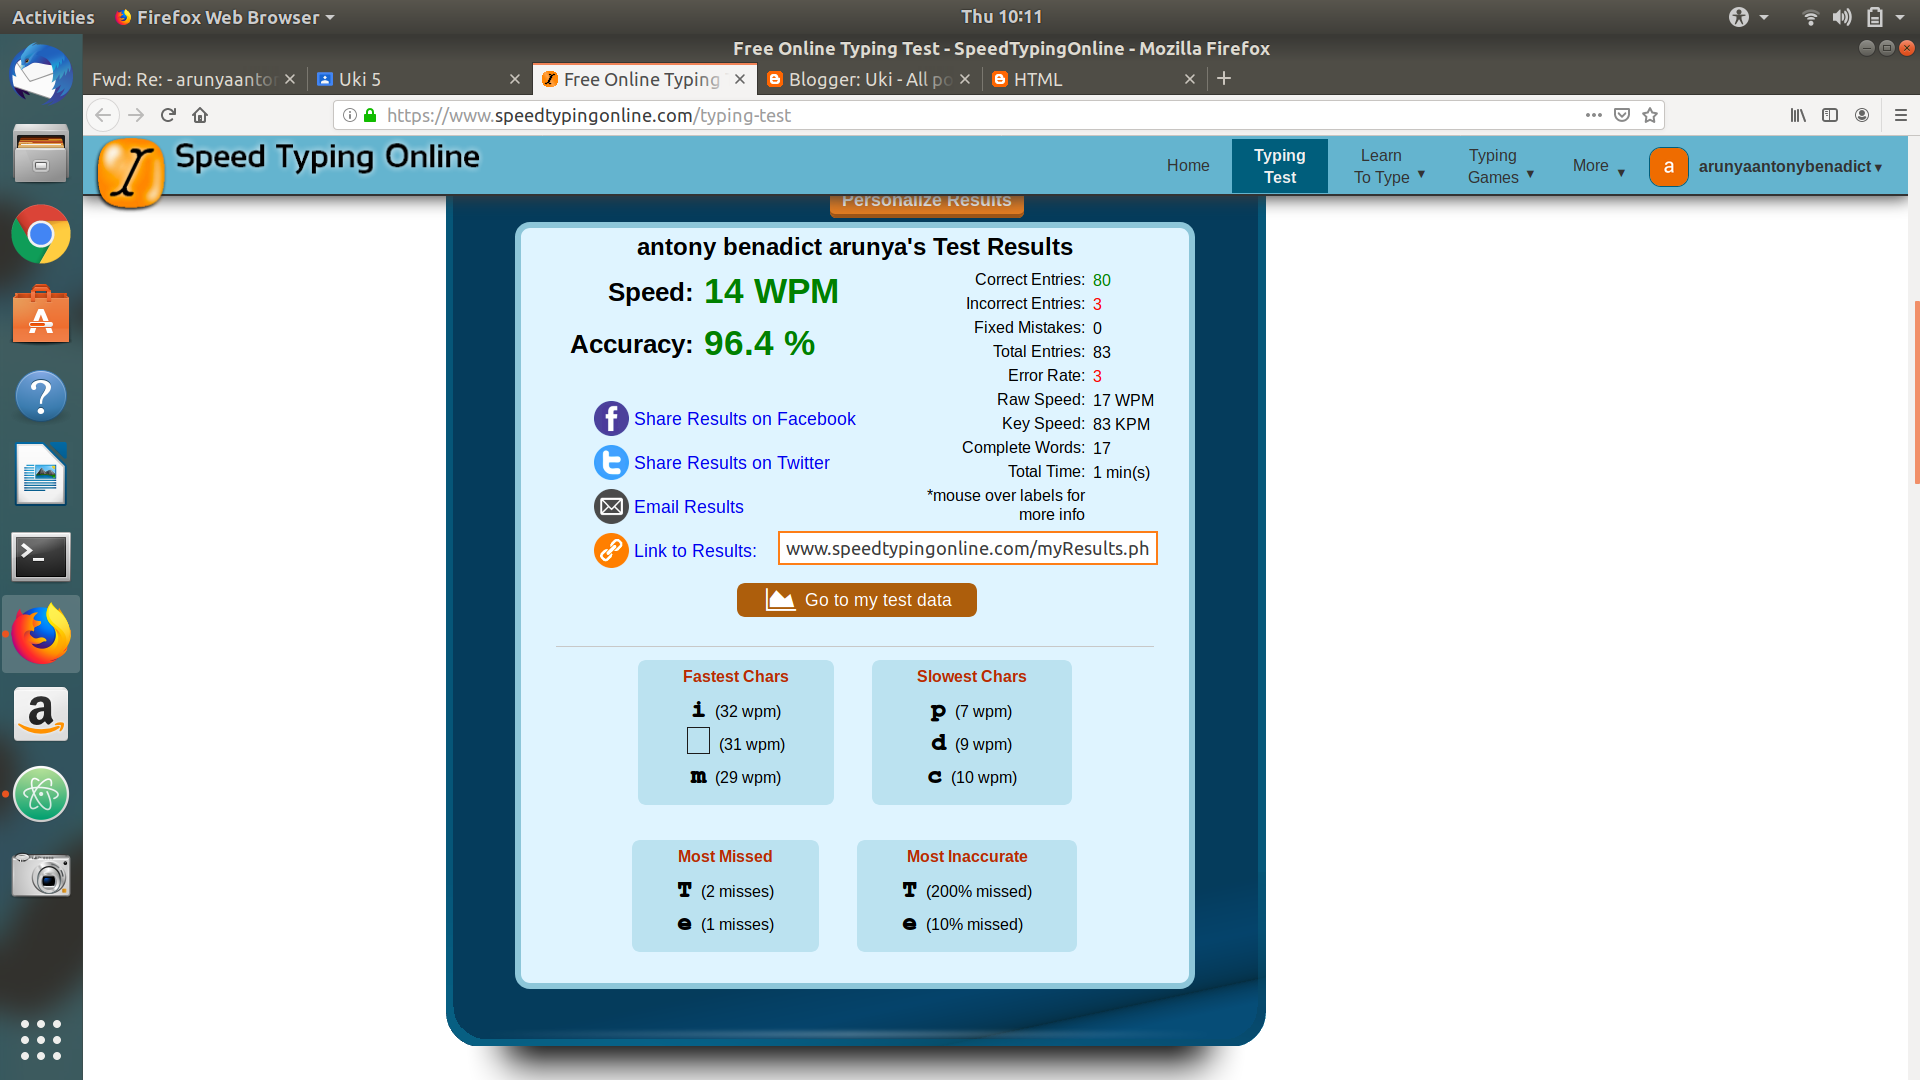 Activities
Firefox Web Browser
Thu 10:11
Free Online Typing Test - SpeedTypingOnline - Mozilla Firefox
Fwd: Re: - arunyaanton
Uki 5
Free Online Typing
Blogger: Uki - All po
HTML
https://www.speedtypingonline.com/typing-test
Speed Typing Online
Home
Typing Test
Learn To Type
Typing Games
More
a
arunyaantonybenadict
Personalize Results
antony benadict arunya's Test Results
Speed: 14 WPM
Accuracy: 96.4 %
Correct Entries: 80
Incorrect Entries: 3
Fixed Mistakes: 0
Total Entries: 83
Error Rate: 3
Raw Speed: 17 WPM
Key Speed: 83 KPM
Complete Words: 17
Total Time: 1 min(s)
*mouse over labels for
more info
Share Results on Facebook
Share Results on Twitter
Email Results
Link to Results: www.speedtypingonline.com/myResults.ph
Go to my test data
Fastest Chars
i (32 wpm)
(31 wpm)
m (29 wpm)
Slowest Chars
p (7 wpm)
d (9 wpm)
c (10 wpm)
Most Missed
T (2 misses)
e (1 misses)
Most Inaccurate
T (200% missed)
e (10% missed)